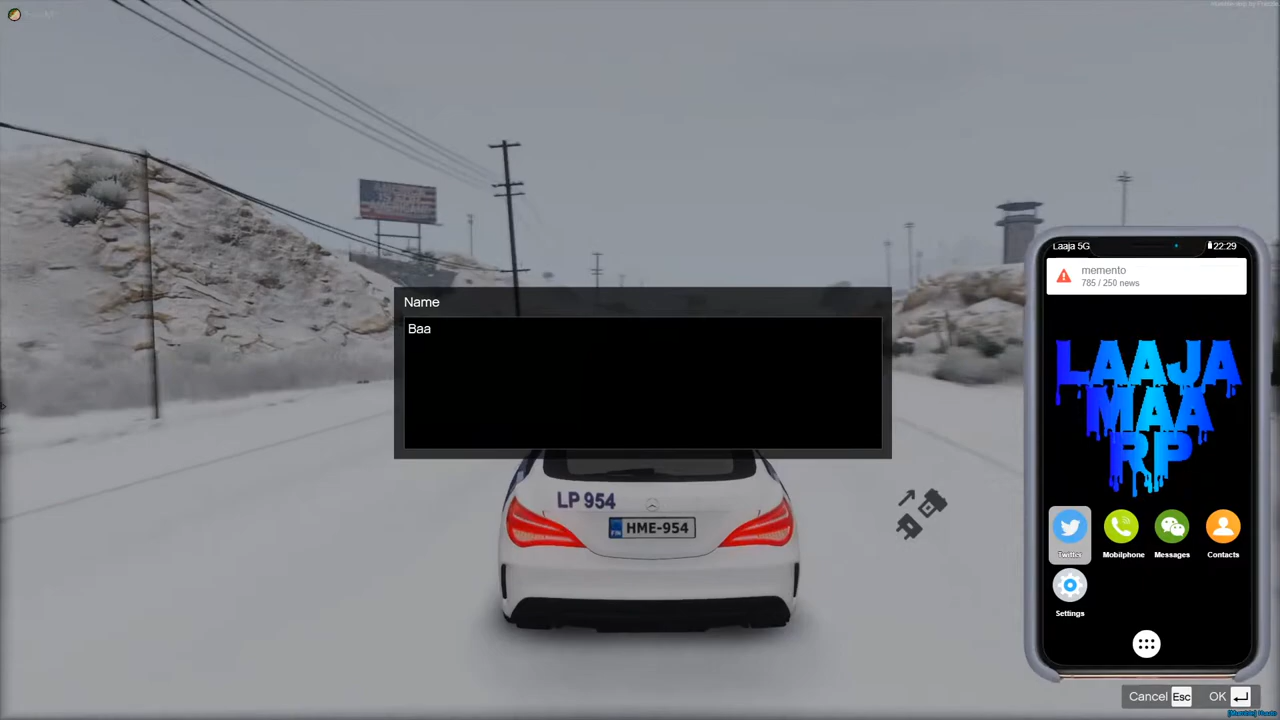 Laaja 5G
22:29
memento
785 / 250 news
LAAJA
MAA
RP
Name
Baa
LP 954
FIN
HME-954
Twitter
Mobilphone
Messages
Contacts
Settings
Cancel Esc OK